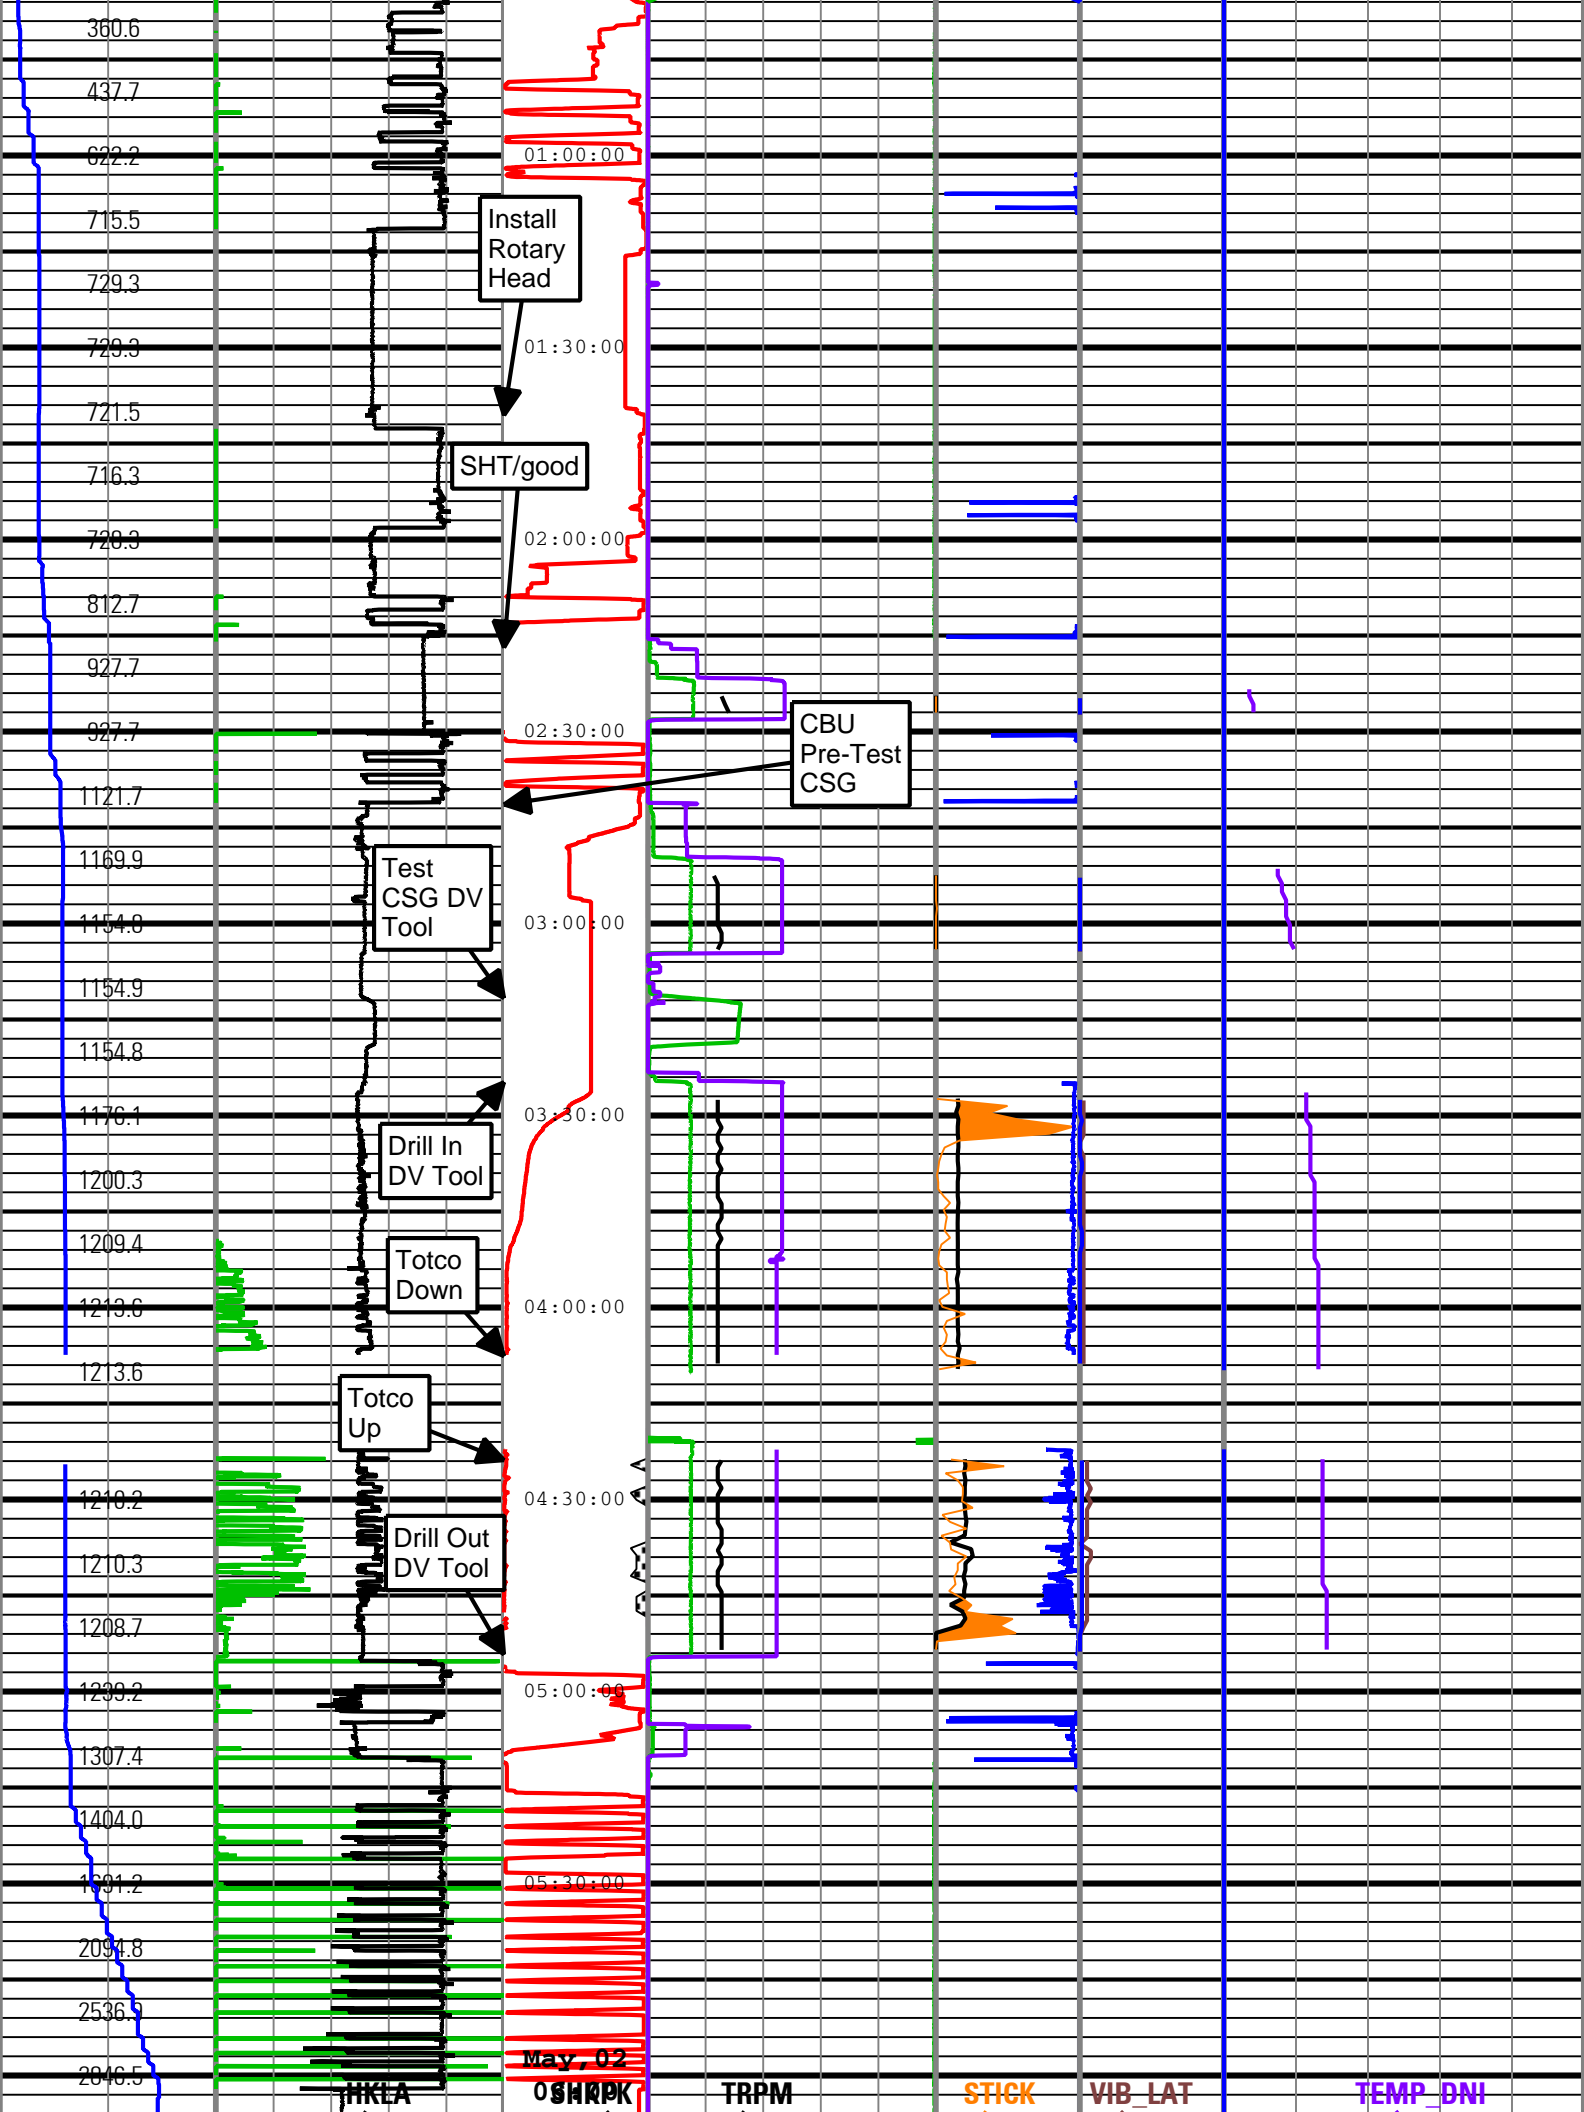 360.6
437.7
622.2
01:00:00
715.5
Install
Rotary
Head
729.3
729.3
01:30:00
721.5
SHT/good
716.3
728.3
02:00:00
812.7
927.7
927.7
02:30:00
CBU
Pre-Test
CSG
1121.7
1169.9
Test
CSG DV
Tool
1154.8
03:00:00
1154.9
1154.8
1176.1
03:30:00
Drill In
DV Tool
1200.3
1209.4
Totco
Down
1213.6
04:00:00
1213.6
Totco
Up
1210.2
04:30:00
Drill Out
DV Tool
1210.3
1208.7
1239.2
05:00:00
1307.4
1404.0
1691.2
05:30:00
2094.8
2536.9
May,02
2846.5
HKLA
TRPM
STICK
VIB_LAT
TEMP_DNI